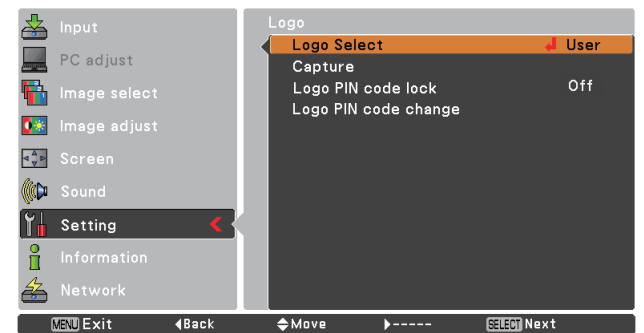 Input
PC adjust
Image select
Image adjust
Screen
Sound
Setting
Information
Network
Logo
Logo Select User
Capture
Logo PIN code lock Off
Logo PIN code change
MENU Exit Back Move ----- SELECT Next